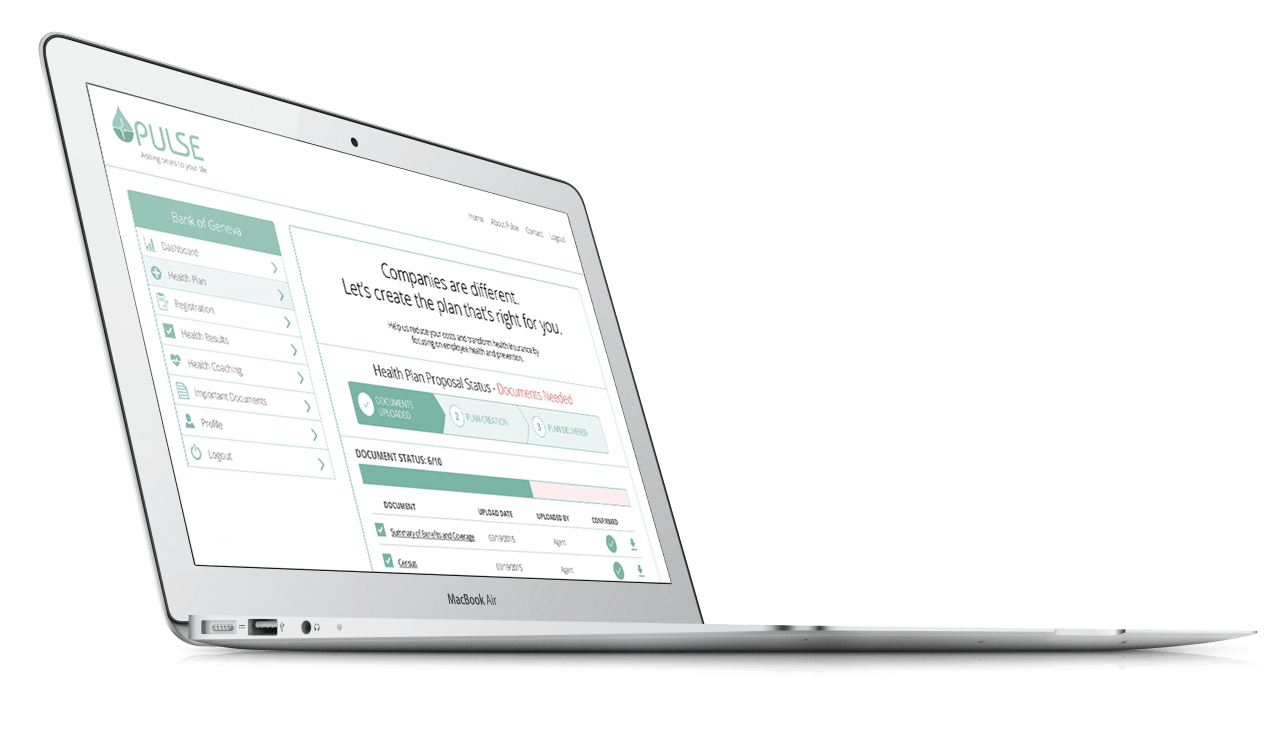 PULSE
Adding beats to your life
Home About Pulse Contact Logout
Bank of Geneva
Dashboard
Health Plan
Registration
Health Results
Health Coaching
Important Documents
Profile
Logout
Companies are different.
Let's create the plan that's right for you.
Help us reduce your costs and transform health insurance by
focusing on employee health and prevention.
Health Plan Proposal Status - Documents Needed
DOCUMENTS
UPLOADED
2 PLAN CREATION
3 PLAN DELIVERED
DOCUMENT STATUS: 6/10
DOCUMENT UPLOAD DATE UPLOADED BY CONFIRMED
Summary of Benefits and Coverage 03/19/2015 Agent
Census 03/19/2015 Agent
MacBook Air